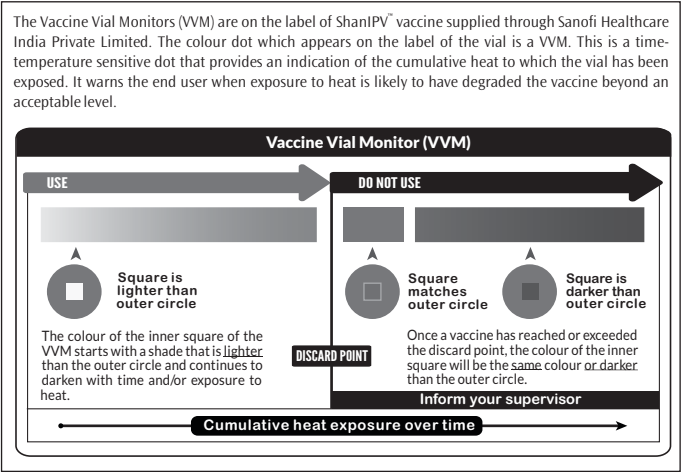 The Vaccine Vial Monitors (VVM) are on the label of ShanIPV™ vaccine supplied through Sanofi Healthcare
India Private Limited. The colour dot which appears on the label of the vial is a VVM. This is a time-
temperature sensitive dot that provides an indication of the cumulative heat to which the vial has been
exposed. It warns the end user when exposure to heat is likely to have degraded the vaccine beyond an
acceptable level.
Vaccine Vial Monitor (VVM)
USE
DO NOT USE
Square is
lighter than
outer circle
Square
matches
outer circle
Square is
darker than
outer circle
The colour of the inner square of the
VVM starts with a shade that is lighter
than the outer circle and continues to
darken with time and/or exposure to
heat.
DISCARD POINT
Once a vaccine has reached or exceeded
the discard point, the colour of the inner
square will be the same colour or darker
than the outer circle.
Inform your supervisor
Cumulative heat exposure over time